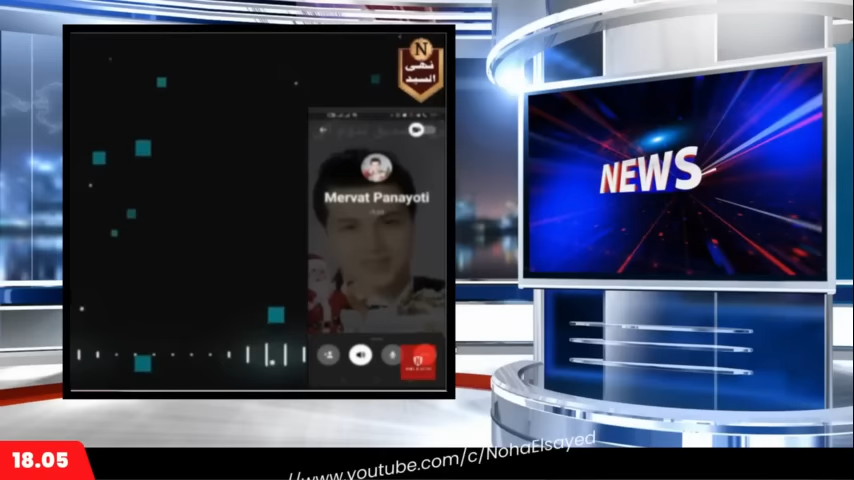 N
نهى
السيد
Mervat Panayoti
NEWS
18.05
//www.youtube.com/c/NohaElsayed